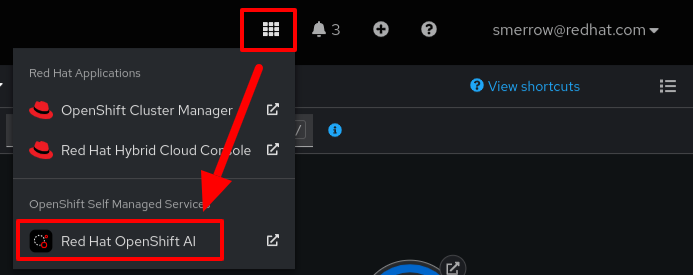 3
smerrow@redhat.com
Red Hat Applications
View shortcuts
OpenShift Cluster Manager
Red Hat Hybrid Cloud Console
/
OpenShift Self Managed Services
Red Hat OpenShift AI